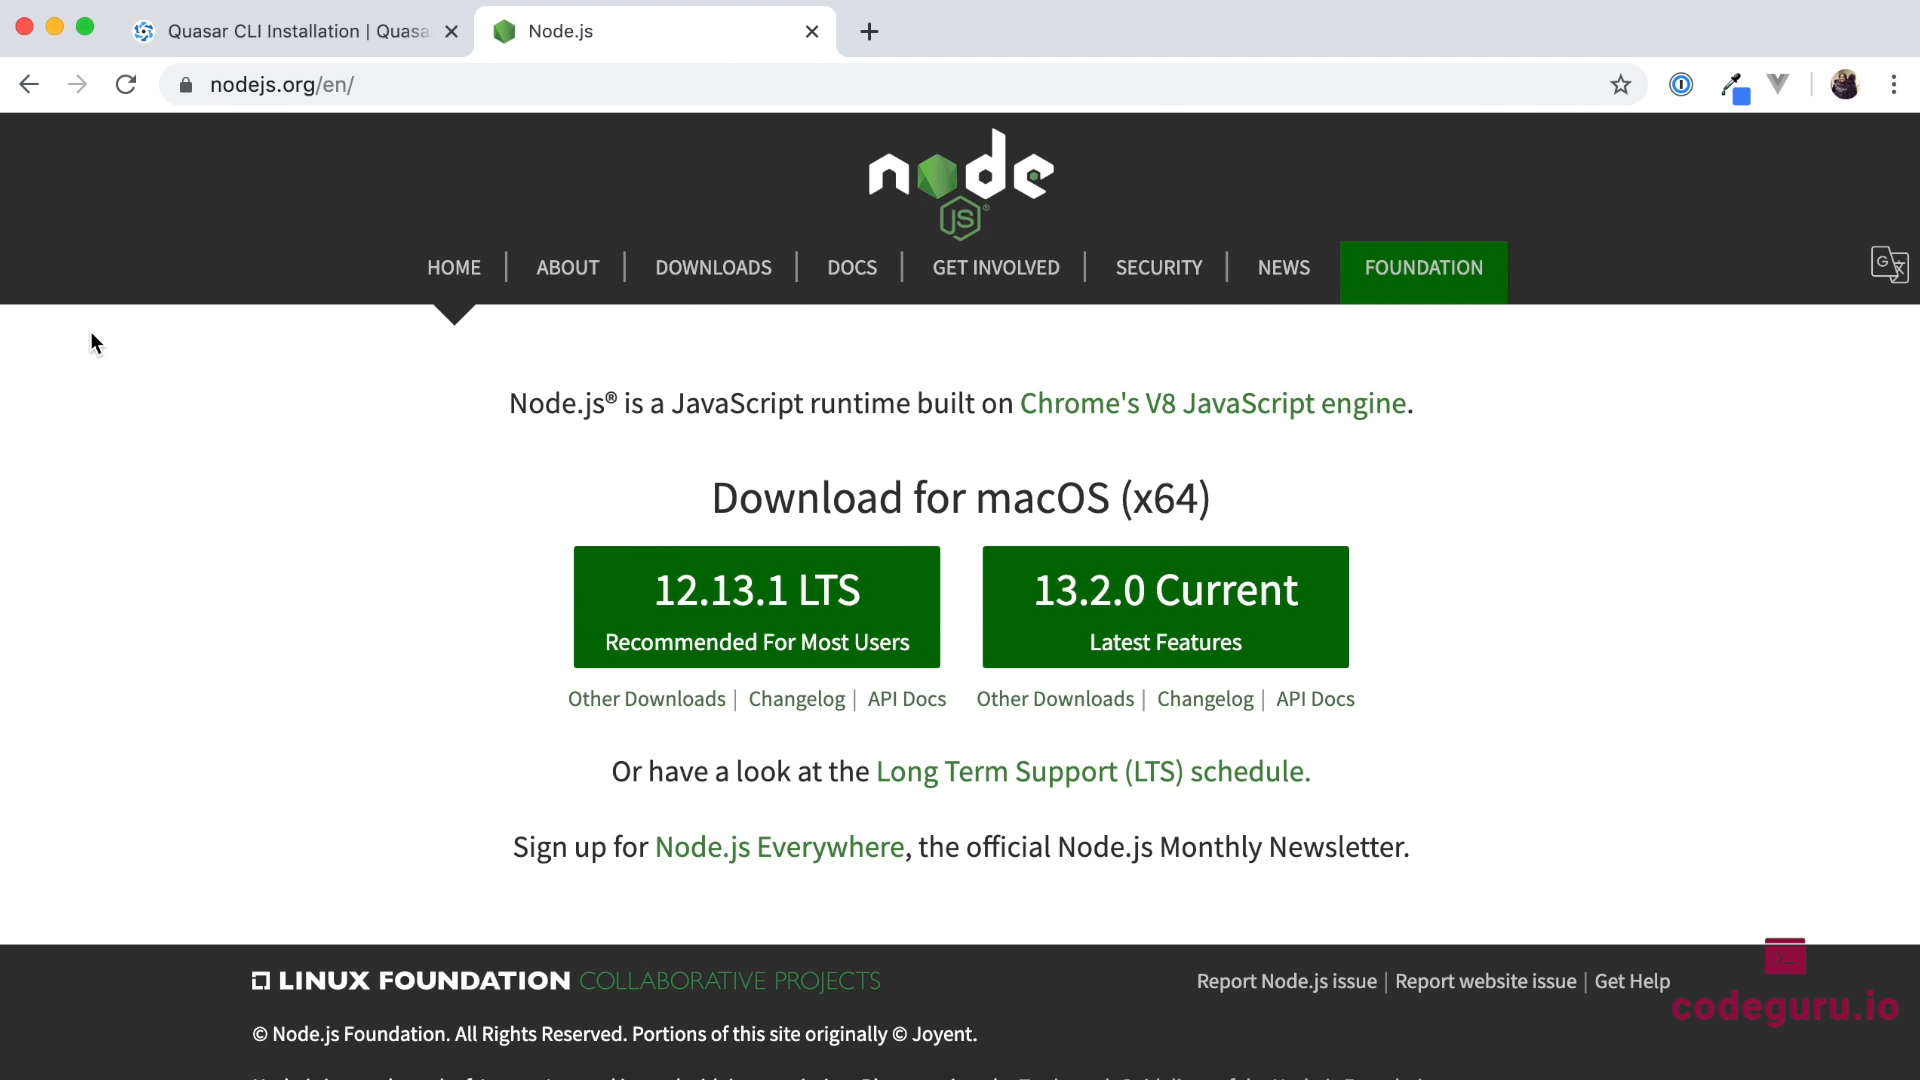 Quasar CLI Installation | Quasa
Node.js
nodejs.org/en/
node
JS
HOME | ABOUT | DOWNLOADS | DOCS | GET INVOLVED | SECURITY | NEWS FOUNDATION
Node.js® is a JavaScript runtime built on Chrome's V8 JavaScript engine.
Download for macOS (x64)
12.13.1 LTS
Recommended For Most Users
13.2.0 Current
Latest Features
Other Downloads | Changelog | API Docs
Other Downloads | Changelog | API Docs
Or have a look at the Long Term Support (LTS) schedule.
Sign up for Node.js Everywhere, the official Node.js Monthly Newsletter.
LINUX FOUNDATION COLLABORATIVE PROJECTS
Report Node.js issue | Report website issue | Get Help
codeguru.io
© Node.js Foundation. All Rights Reserved. Portions of this site originally © Joyent.